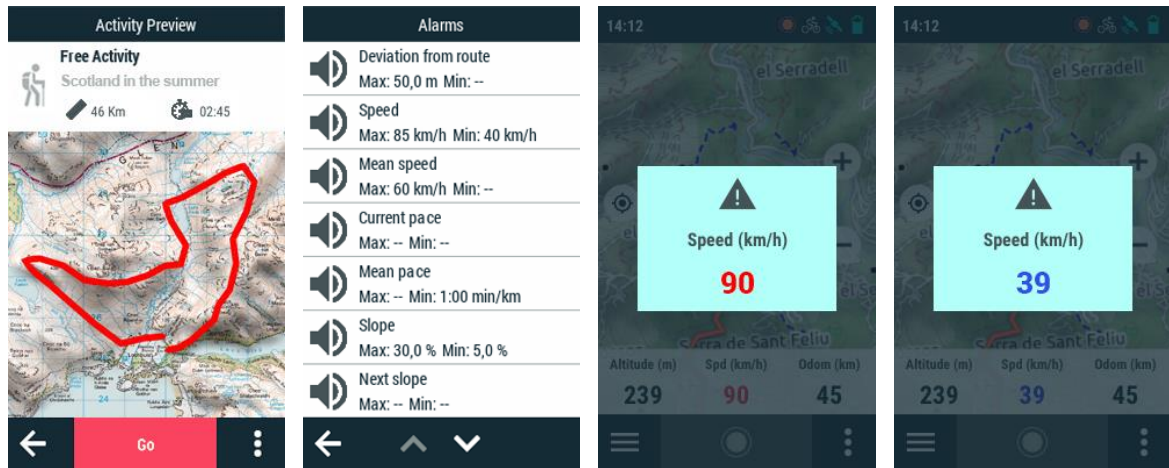 Activity Preview
Free Activity
Scotland in the summer
46 Km 02:45
G L E N
24
Go
Alarms
Deviation from route
Max: 50,0 m Min: --
Speed
Max: 85 km/h Min: 40 km/h
Mean speed
Max: 60 km/h Min: --
Current pace
Max: -- Min: --
Mean pace
Max: -- Min: 1:00 min/km
Slope
Max: 30,0 % Min: 5,0 %
Next slope
Max: -- Min: --
14:12
el Serradell
Speed (km/h)
90
Serra de Sant Feliu
Altitude (m) Spd (km/h) Odom (km)
239 90 45
14:12
el Serradell
Speed (km/h)
39
Serra de Sant Feliu
Altitude (m) Spd (km/h) Odom (km)
239 39 45